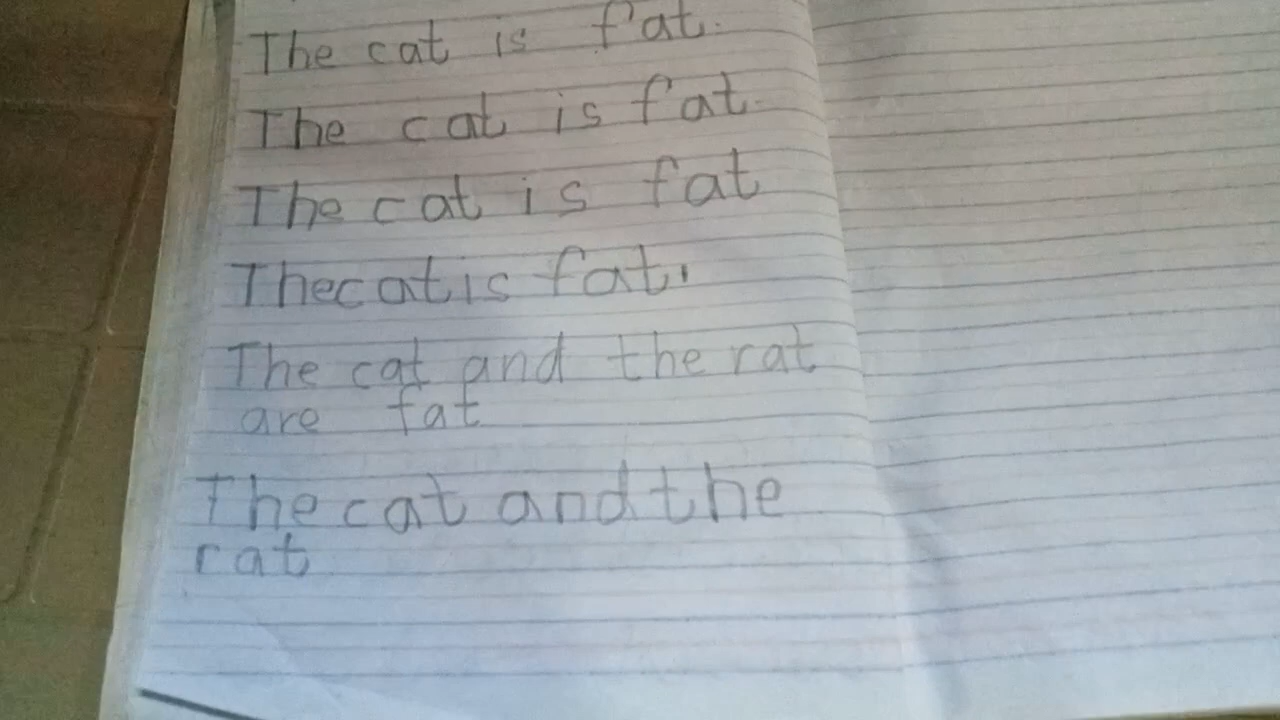 The cat is fat.
The cat is fat.
The cat is fat
Thecatis fat.
The cat and the rat
are fat
The cat and the
rat